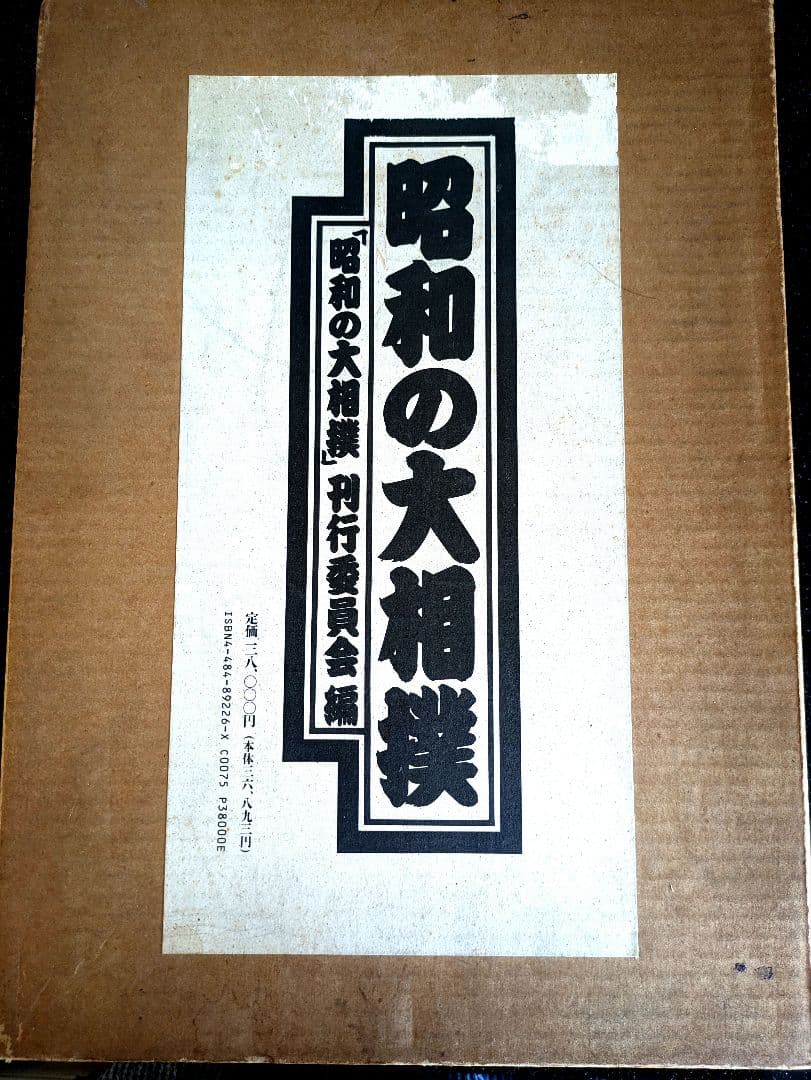 昭和の大相撲
「昭和の大相撲」刊行委員会 編
定価 三八、〇〇〇円（本体三六、八九三円）
ISBN4-484-89226-X C0075 P38000E